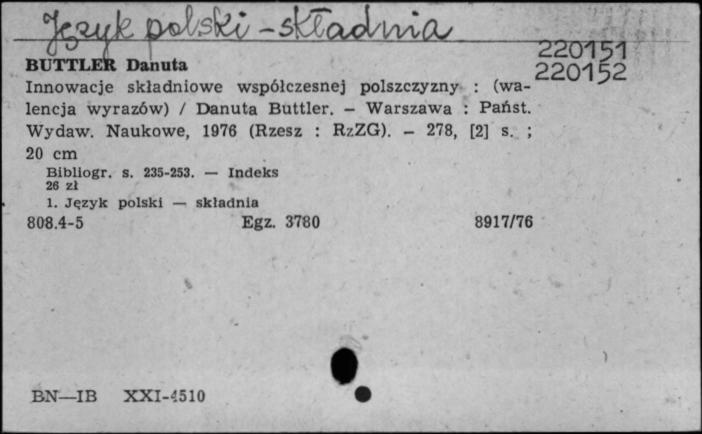 Język polski - składnia
220151
BUTTLER Danuta
220152
Innowacje składniowe współczesnej polszczyzny : (wa-
lencja wyrazów) / Danuta Buttler. — Warszawa : Państ.
Wydaw. Naukowe, 1976 (Rzesz : RzZG). — 278, [2] s. ;
20 cm
Bibliogr. s. 235-253. — Indeks
26 zł
1. Język polski — składnia
808.4-5 Egz. 3780 8917/76
BN—IB XXI-4510